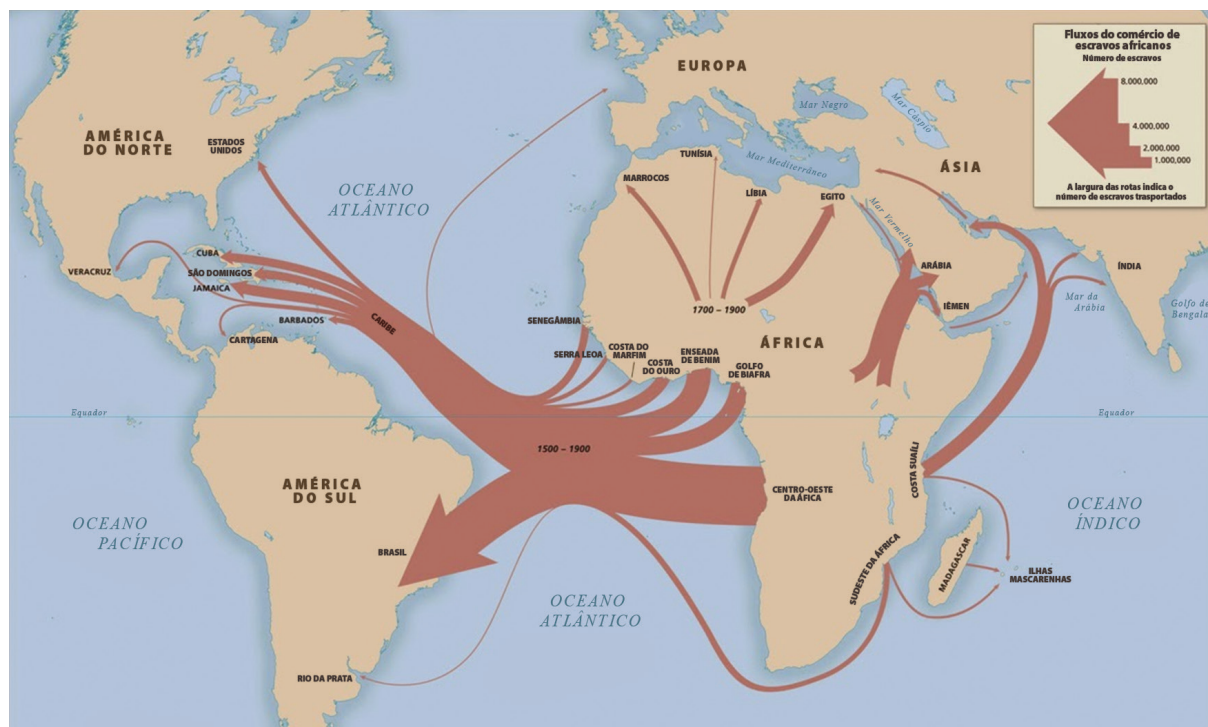 Fluxos do comércio de
escravos africanos
Número de escravos
8.000.000
4.000.000
2.000.000
1.000.000
A largura das rotas indica o
número de escravos trasportados
EUROPA
Mar Negro
Mar Cáspio
AMÉRICA
DO NORTE
ESTADOS
UNIDOS
TUNÍSIA
Mar Mediterrâneo
ÁSIA
OCEANO
ATLÂNTICO
MARROCOS
LÍBIA
EGITO
Mar Vermelho
CUBA
VERACRUZ
SÃO DOMINGOS
JAMAICA
ARÁBIA
ÍNDIA
BARBADOS
CARIBE
CARTAGENA
1700 – 1900
IÊMEN
Mar da
Arábia
Golfo de
Bengala
SENEGÂMBIA
SERRA LEOA
COSTA DO
MARFIM
COSTA
DO OURO
ENSEADA
DE BENIM
GOLFO
DE BIAFRA
ÁFRICA
Equador
Equador
1500 – 1900
AMÉRICA
DO SUL
CENTRO-OESTE
DA ÁFICA
COSTA SUAÍLI
OCEANO
PACÍFICO
OCEANO
ÍNDICO
BRASIL
SUDESTE DA ÁFRICA
MADAGASCAR
ILHAS
MASCARENHAS
OCEANO
ATLÂNTICO
RIO DA PRATA